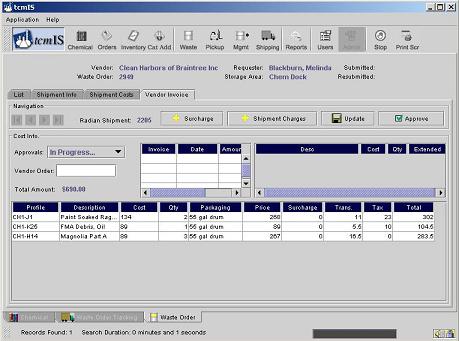 tcmIS
Application Help
tcmIS Chemical Orders Inventory Cat Add Waste Pickup Mgmt Shipping Reports Users Admin Stop Print Scr
Vendor: Clean Harbors of Braintree Inc Requester: Blackburn, Melinda Submitted:
Waste Order: 2949 Storage Area: Chem Dock Resubmitted:
List Shipment Info Shipment Costs Vendor Invoice
Navigation
Radian Shipment: 2205 Surcharge Shipment Charges Update Approve
Cost Info.
Approvals: In Progress... Invoice Date Amoun Desc Cost Qty Extended
Vendor Order:
Total Amount: $690.00
Profile Description Cost Qty Packaging Price Surcharge Trans. Tax Total
CH1-J1 Paint Soaked Rag... 134 2 55 gal drum 268 0 11 23 302
CH1-K25 FMA Debris, Oil 89 1 55 gal drum 89 0 5.5 10 104.5
CH1-H14 Magnolia Part A 89 3 55 gal drum 267 0 16.5 0 283.5
Chemical Waste Order Tracking Waste Order
Records Found: 1 Search Duration: 0 minutes and 1 seconds